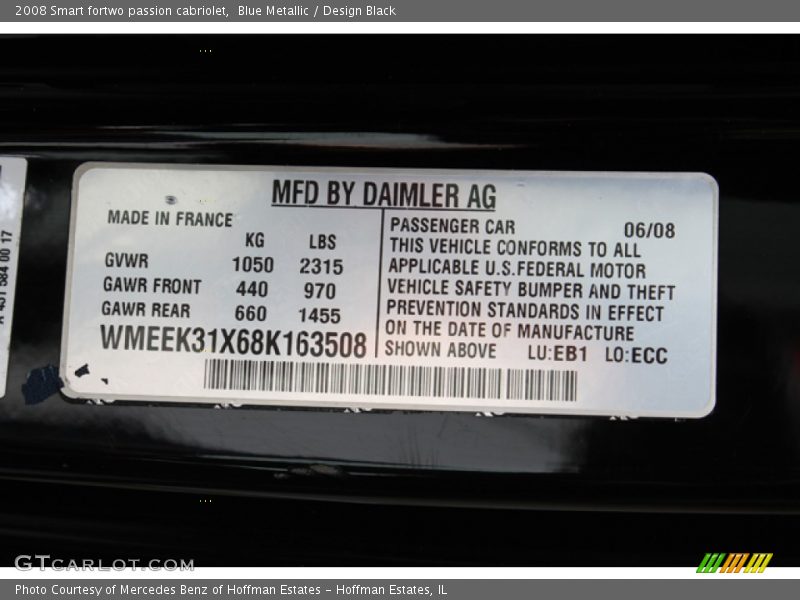 2008 Smart fortwo passion cabriolet, Blue Metallic / Design Black
MFD BY DAIMLER AG
MADE IN FRANCE
KG LBS
GVWR 1050 2315
GAWR FRONT 440 970
GAWR REAR 660 1455
WMEEK31X68K163508
PASSENGER CAR 06/08
THIS VEHICLE CONFORMS TO ALL
APPLICABLE U.S.FEDERAL MOTOR
VEHICLE SAFETY BUMPER AND THEFT
PREVENTION STANDARDS IN EFFECT
ON THE DATE OF MANUFACTURE
SHOWN ABOVE LU:EB1 LO:ECC
584 00 17
GTCARLOT.COM
Photo Courtesy of Mercedes Benz of Hoffman Estates - Hoffman Estates, IL